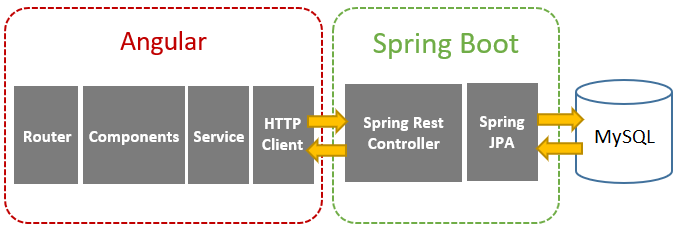 Angular
Router
Components
Service
HTTP
Client
Spring Boot
Spring Rest
Controller
Spring
JPA
MySQL